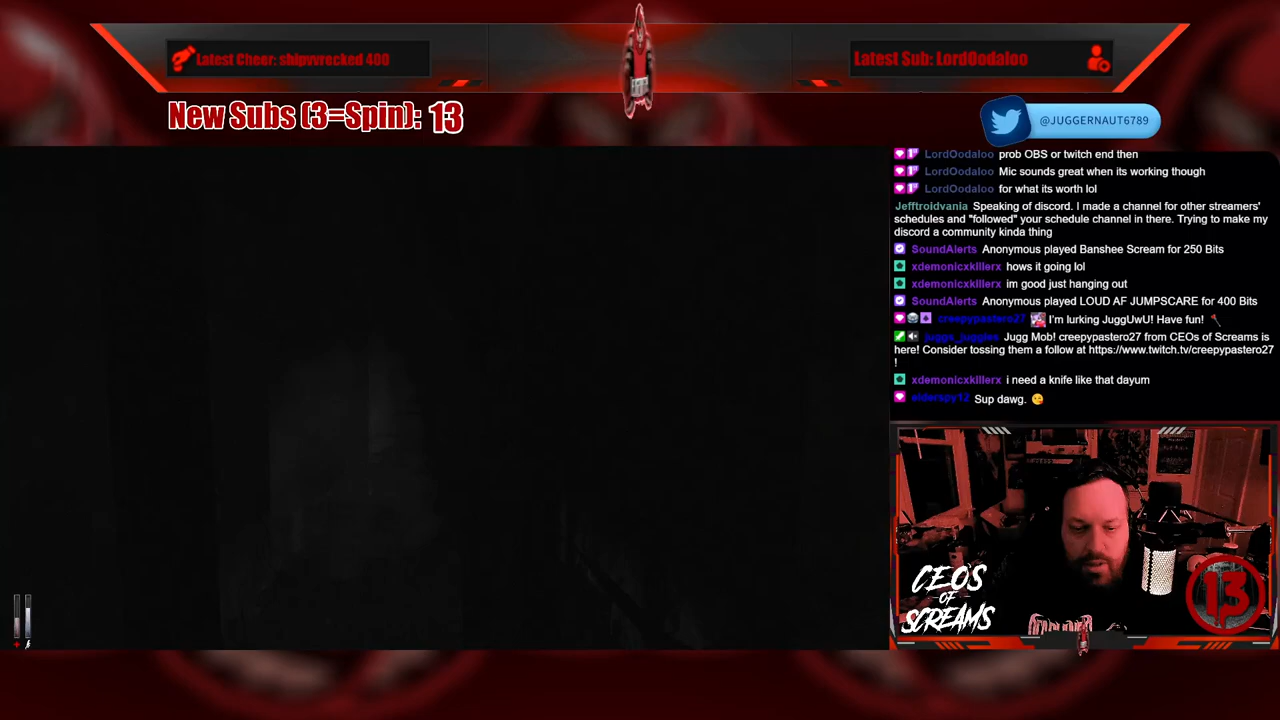 Latest Cheer: shipvvrecked 400
Latest Sub: LordOodaloo
New Subs (3=Spin): 13
@JUGGERNAUT6789
LordOodaloo prob OBS or twitch end then
LordOodaloo Mic sounds great when its working though
LordOodaloo for what its worth lol
Jefftroidvania Speaking of discord. I made a channel for other streamers'
schedules and "followed" your schedule channel in there. Trying to make my
discord a community kinda thing
SoundAlerts Anonymous played Banshee Scream for 250 Bits
xdemonicxkillerx hows it going lol
xdemonicxkillerx im good just hanging out
SoundAlerts Anonymous played LOUD AF JUMPSCARE for 400 Bits
creepypastero27 I'm lurking JuggUwU! Have fun!
juggs_juggles Jugg Mob! creepypastero27 from CEOs of Screams is
here! Consider tossing them a follow at https://www.twitch.tv/creepypastero27
!
xdemonicxkillerx i need a knife like that dayum
elderspy12 Sup dawg.
CEOS
OF
SCREAMS
13